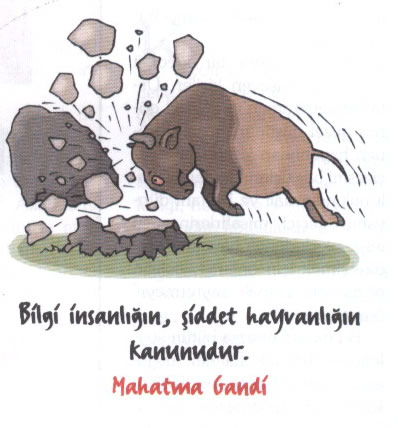 Bilgi insanlığın, şiddet hayvanlığın
kanunudur.
Mahatma Gandi